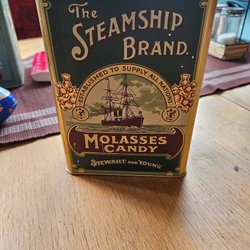 The
STEAMSHIP
BRAND.
ESTABLISHED TO SUPPLY ALL NATIONS
MOLASSES
CANDY
STEWART AND YOUNG